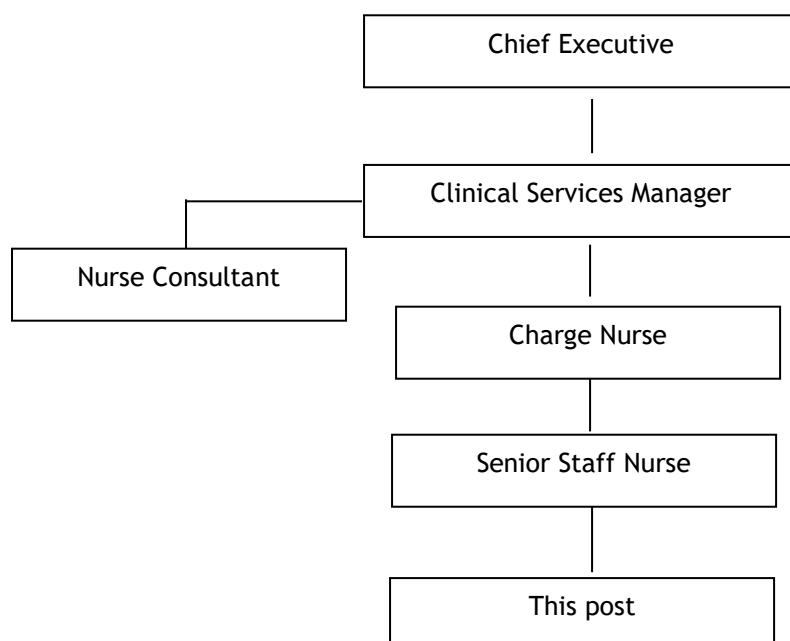 Chief Executive
Clinical Services Manager
Nurse Consultant
Charge Nurse
Senior Staff Nurse
This post